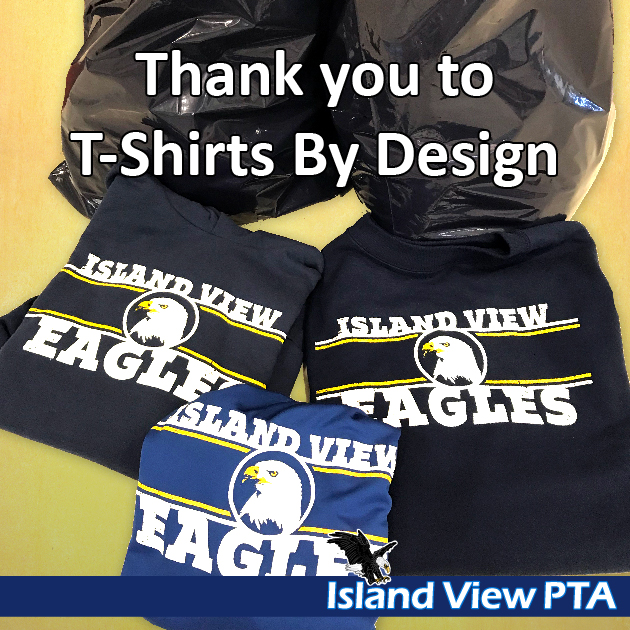 Thank you to
T-Shirts By Design
ISLAND VIEW
EAGLES
ISLAND VIEW
EAGLES
ISLAND VIEW
EAGLES
Island View PTA